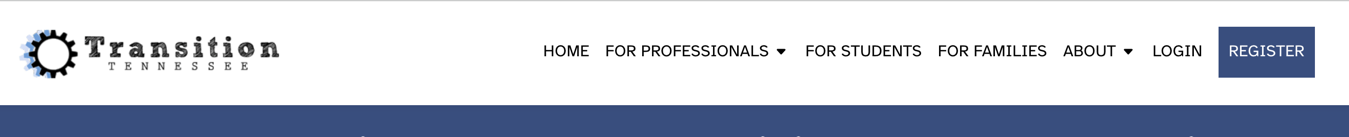 Transition
TENNESSEE
HOME FOR PROFESSIONALS FOR STUDENTS FOR FAMILIES ABOUT LOGIN REGISTER